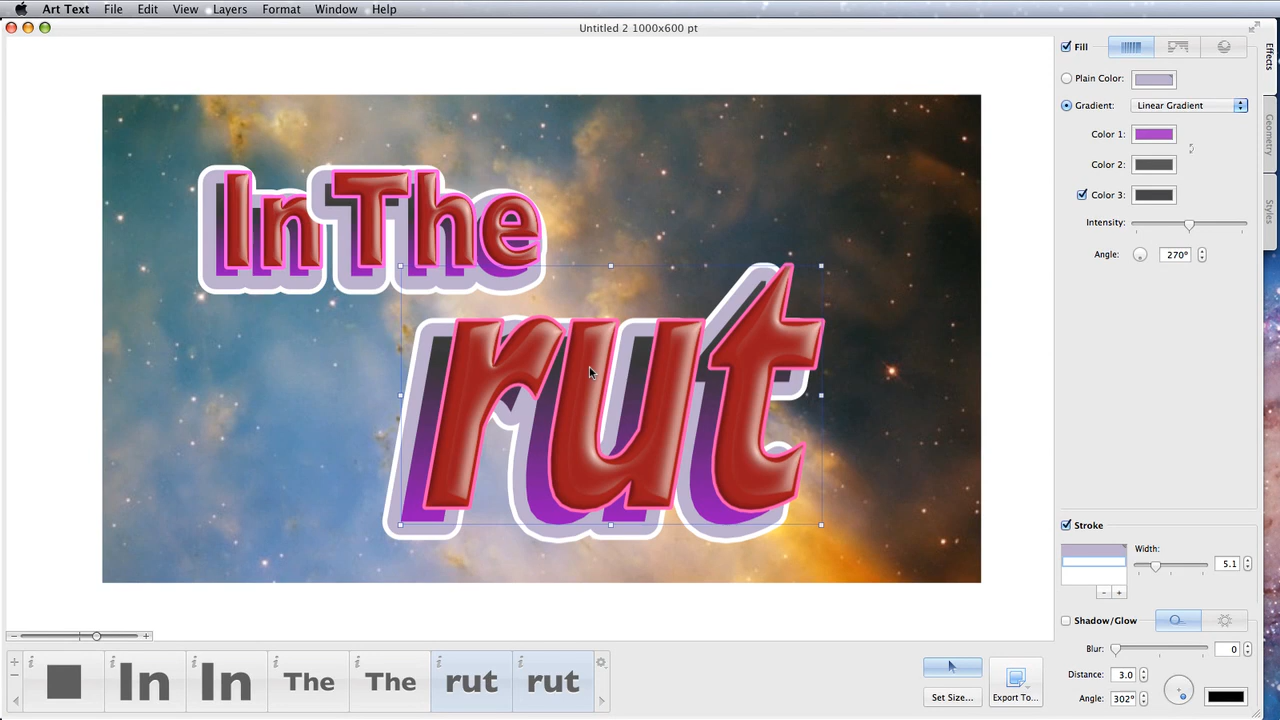 Art Text File Edit View Layers Format Window Help
Untitled 2 1000x600 pt
Fill
Plain Color:
Gradient: Linear Gradient
Color 1:
Color 2:
Color 3:
Intensity:
Angle: 270°
Effects
Geometry
Styles
In The
rut
Stroke
Width:
5.1
- +
Shadow/Glow
Blur: 0
Distance: 3.0
Angle: 302°
- +
+
-
i In i In i The i The i rut i rut
Set Size...
Export To...